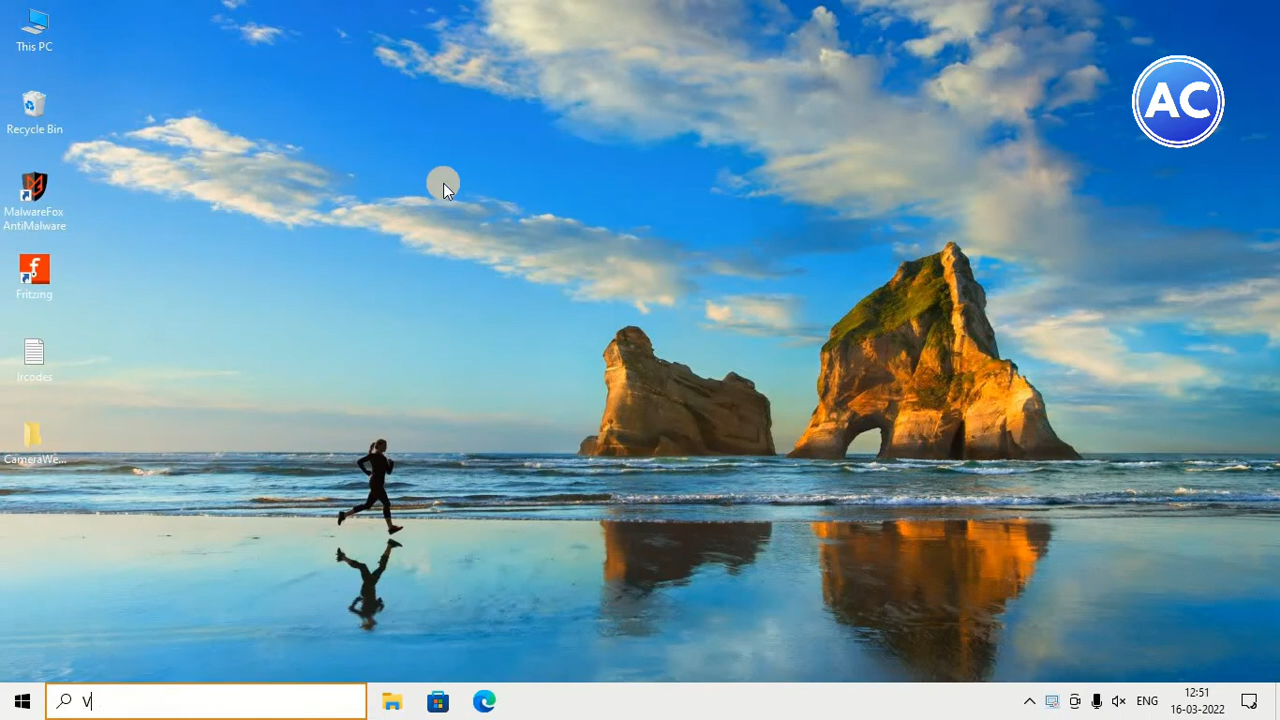 This PC
Recycle Bin
MalwareFox
AntiMalware
Fritzing
Ircodes
CameraWe...
AC
V
ENG
12:51
16-03-2022